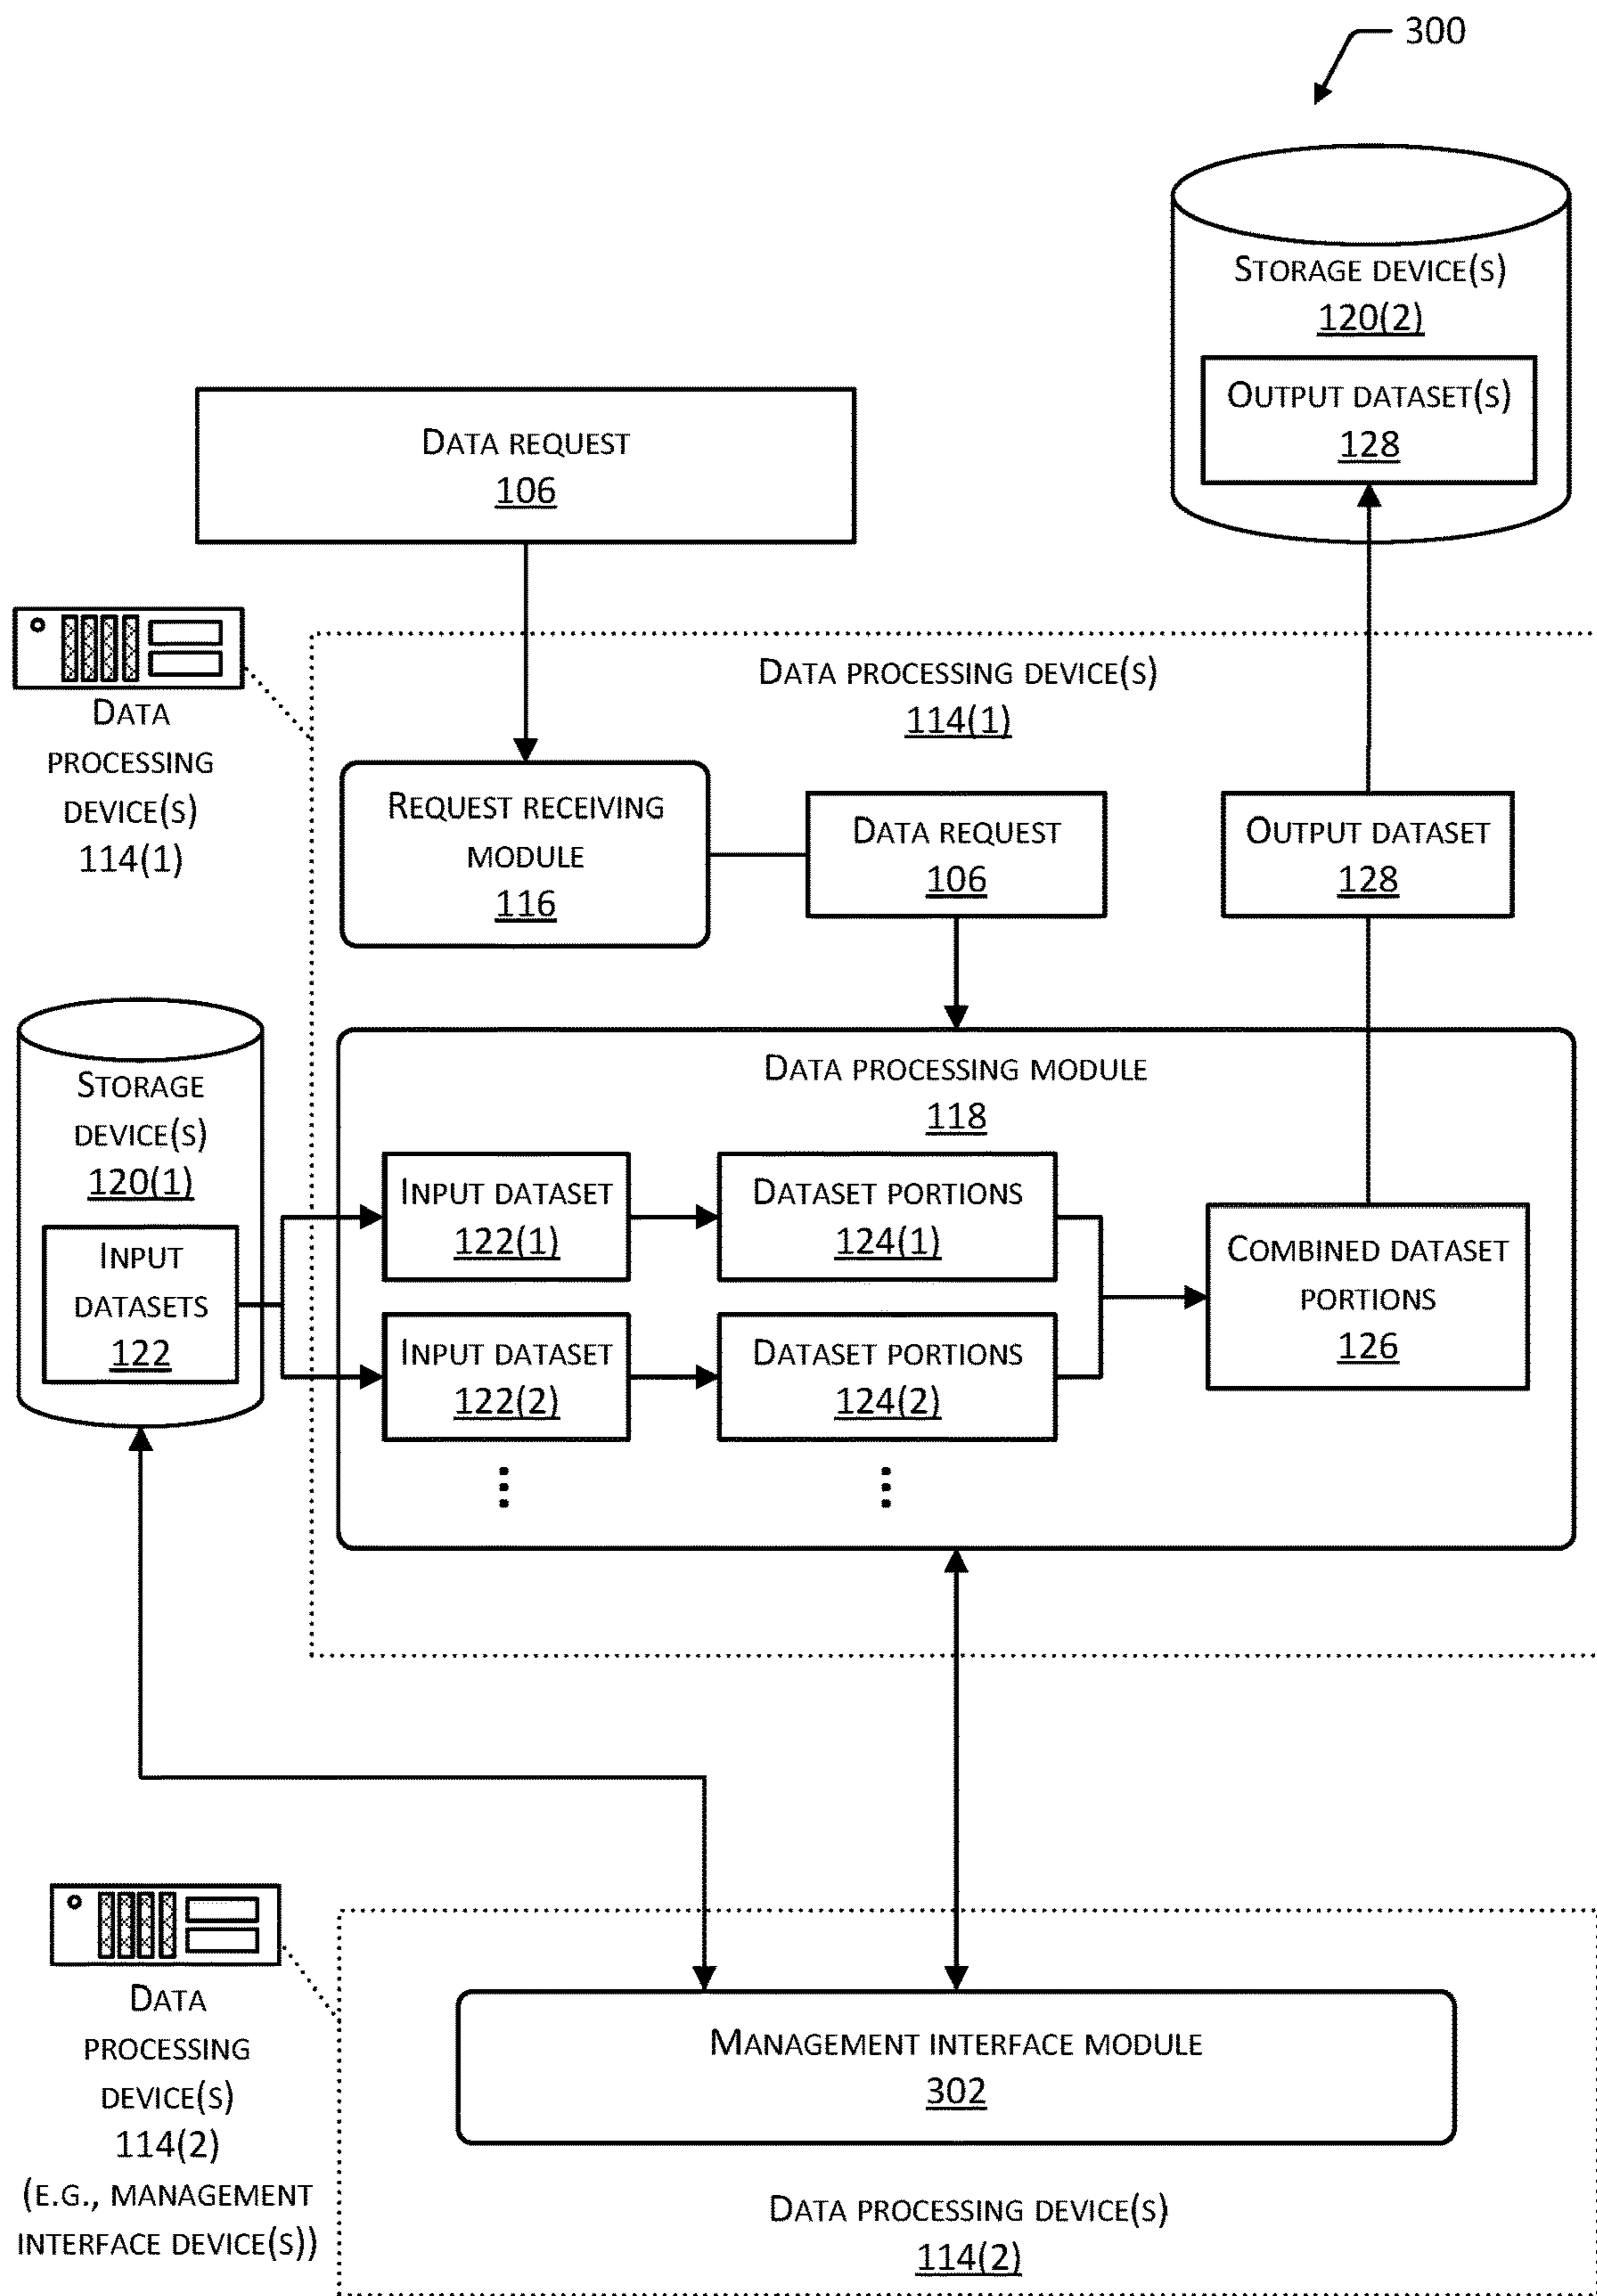 300
STORAGE DEVICE(S)
120(2)
OUTPUT DATASET(S)
128
DATA REQUEST
106
DATA
PROCESSING
DEVICE(S)
114(1)
DATA PROCESSING DEVICE(S)
114(1)
REQUEST RECEIVING
MODULE
116
DATA REQUEST
106
OUTPUT DATASET
128
STORAGE
DEVICE(S)
120(1)
INPUT
DATASETS
122
DATA PROCESSING MODULE
118
INPUT DATASET
122(1)
DATASET PORTIONS
124(1)
INPUT DATASET
122(2)
DATASET PORTIONS
124(2)
COMBINED DATASET
PORTIONS
126
DATA
PROCESSING
DEVICE(S)
114(2)
(E.G., MANAGEMENT
INTERFACE DEVICE(S))
MANAGEMENT INTERFACE MODULE
302
DATA PROCESSING DEVICE(S)
114(2)